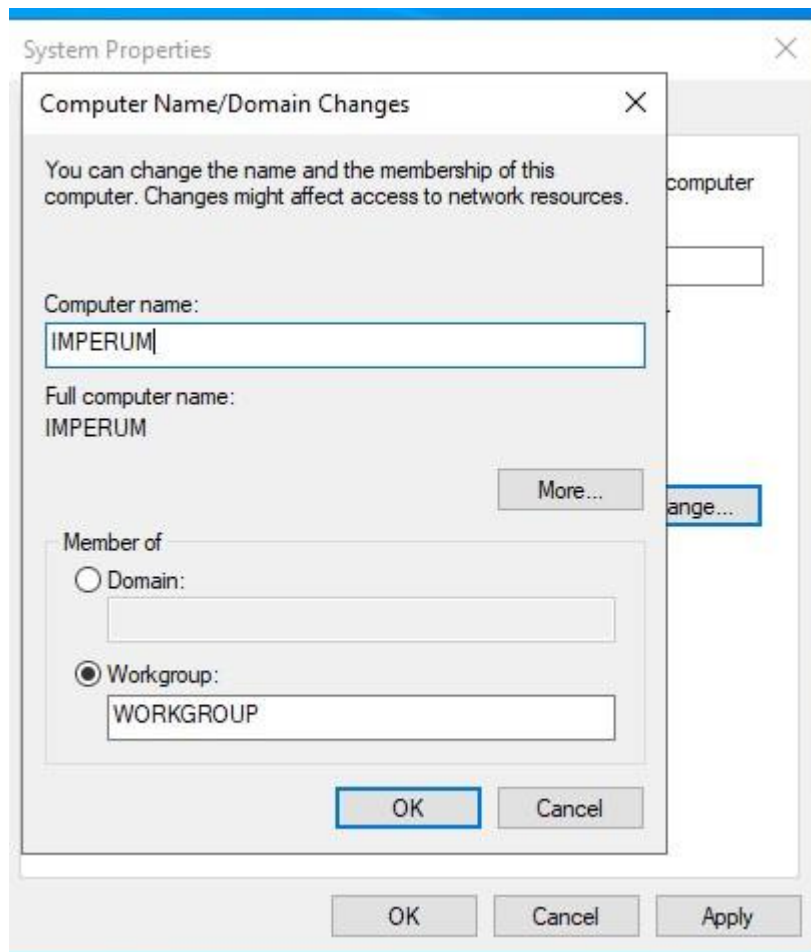 System Properties
Computer Name/Domain Changes
You can change the name and the membership of this
computer. Changes might affect access to network resources.
computer
Computer name:
IMPERUM
Full computer name:
IMPERUM
More...
ange...
Member of
Domain:
Workgroup:
WORKGROUP
OK
Cancel
OK
Cancel
Apply